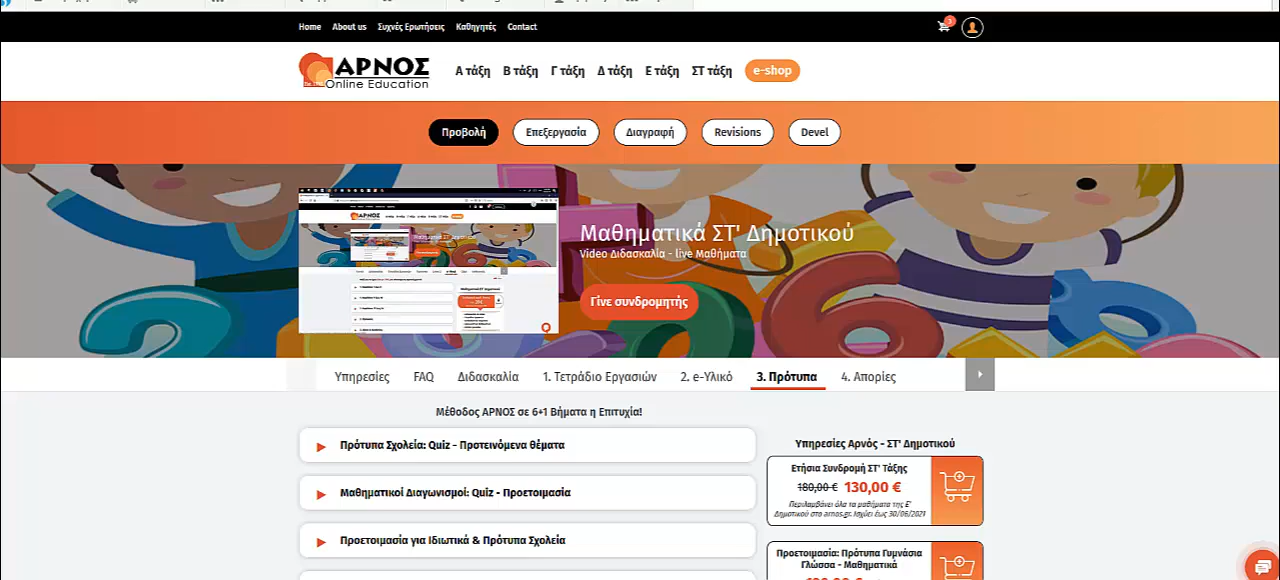 Home About us Συχνές Ερωτήσεις Καθηγητές Contact
3
ΑΡΝΟΣ
Online Education
Α τάξη Β τάξη Γ τάξη Δ τάξη Ε τάξη ΣΤ τάξη e-shop
Προβολή Επεξεργασία Διαγραφή Revisions Devel
Μαθηματικά ΣΤ' Δημοτικού
Video Διδασκαλία - live Μαθήματα
Γίνε συνδρομητής
Υπηρεσίες FAQ Διδασκαλία 1. Τετράδιο Εργασιών 2. e-Υλικό 3. Πρότυπα 4. Απορίες
Μέθοδος ΑΡΝΟΣ σε 6+1 Βήματα η Επιτυχία!
Πρότυπα Σχολεία: Quiz - Προτεινόμενα θέματα
Μαθηματικοί Διαγωνισμοί: Quiz - Προετοιμασία
Προετοιμασία για Ιδιωτικά & Πρότυπα Σχολεία
Υπηρεσίες Αρνός - ΣΤ' Δημοτικού
Ετήσια Συνδρομή ΣΤ' Τάξης
180,00 € 130,00 €
Περιλαμβάνει όλα τα μαθήματα της Ε'
Δημοτικού στο arnos.gr. Ισχύει έως 30/06/2021
Προετοιμασία: Πρότυπα Γυμνάσια
Γλώσσα - Μαθηματικά